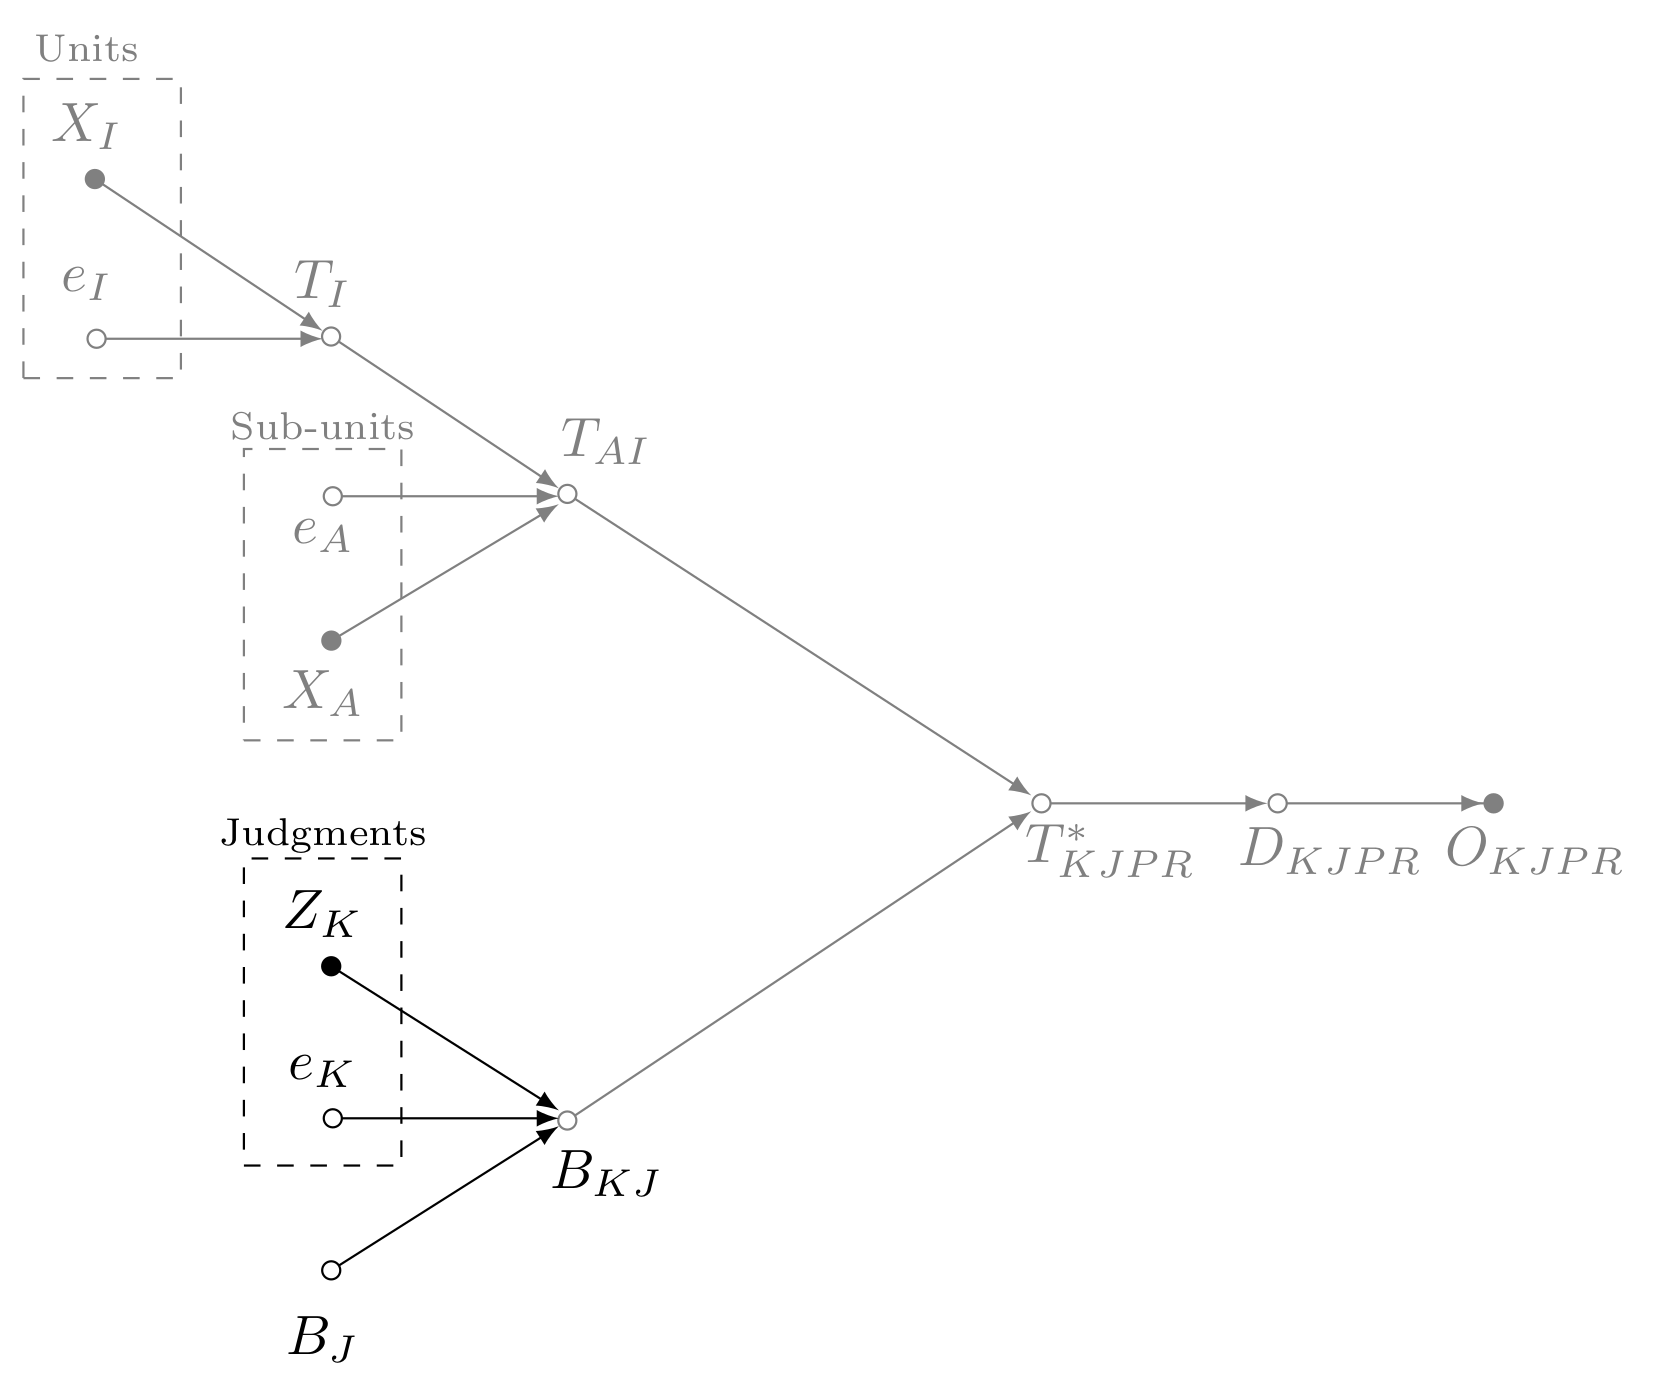 Units
X_I
e_I
T_I
Sub-units
T_{AI}
e_A
X_A
Judgments
T^*_{KJPR}
D_{KJPR}
O_{KJPR}
Z_K
e_K
B_{KJ}
B_J